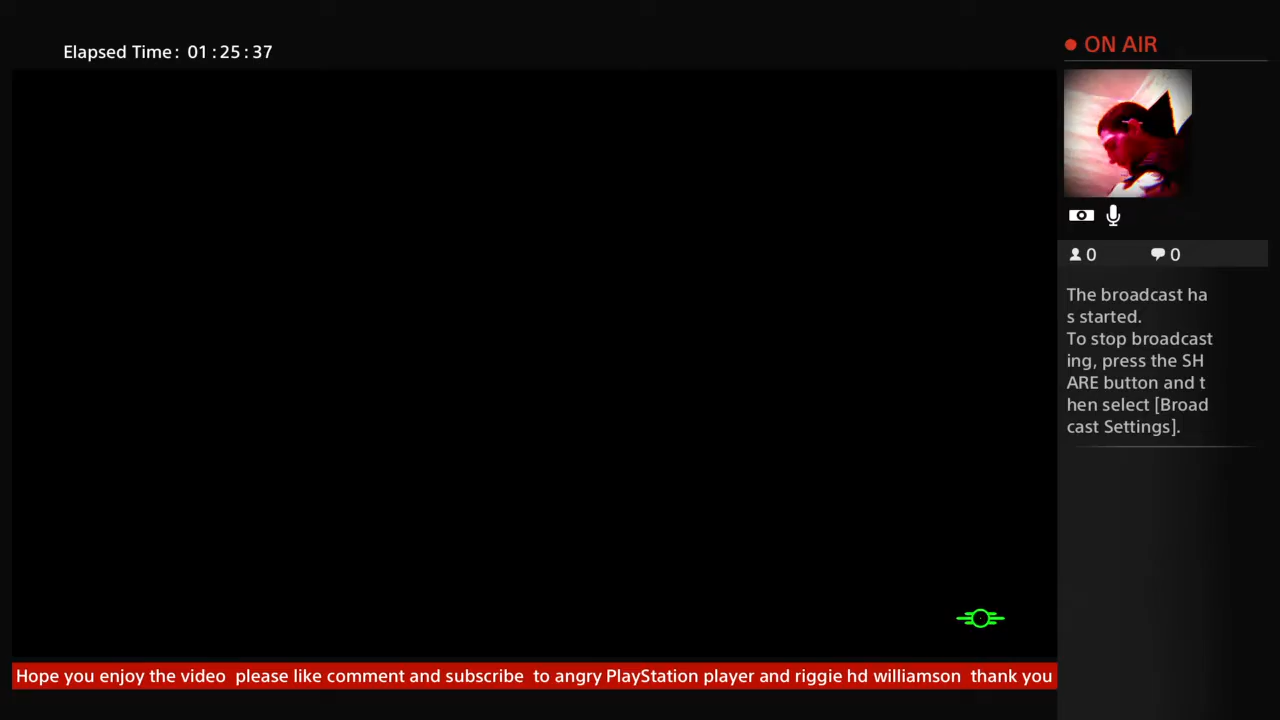 Elapsed Time: 01:25:37
ON AIR
0 0
The broadcast ha
s started.
To stop broadcast
ing, press the SH
ARE button and t
hen select [Broad
cast Settings].
Hope you enjoy the video please like comment and subscribe to angry PlayStation player and riggie hd williamson thank you